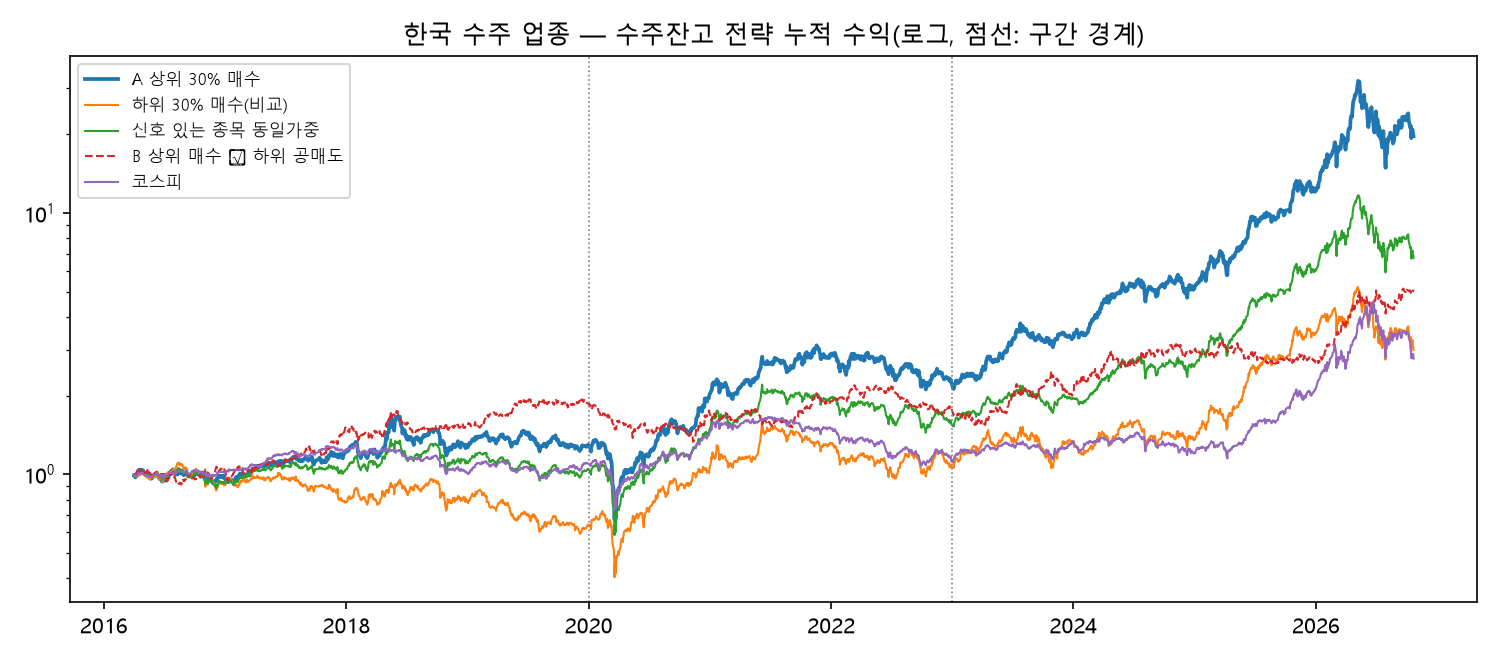 한국 수주 업종 — 수주잔고 전략 누적 수익(로그, 점선: 구간 경계)
A 상위 30% 매수
하위 30% 매수(비교)
신호 있는 종목 동일가중
B 상위 매수 하위 공매도
코스피
10¹
10⁰
2016 2018 2020 2022 2024 2026